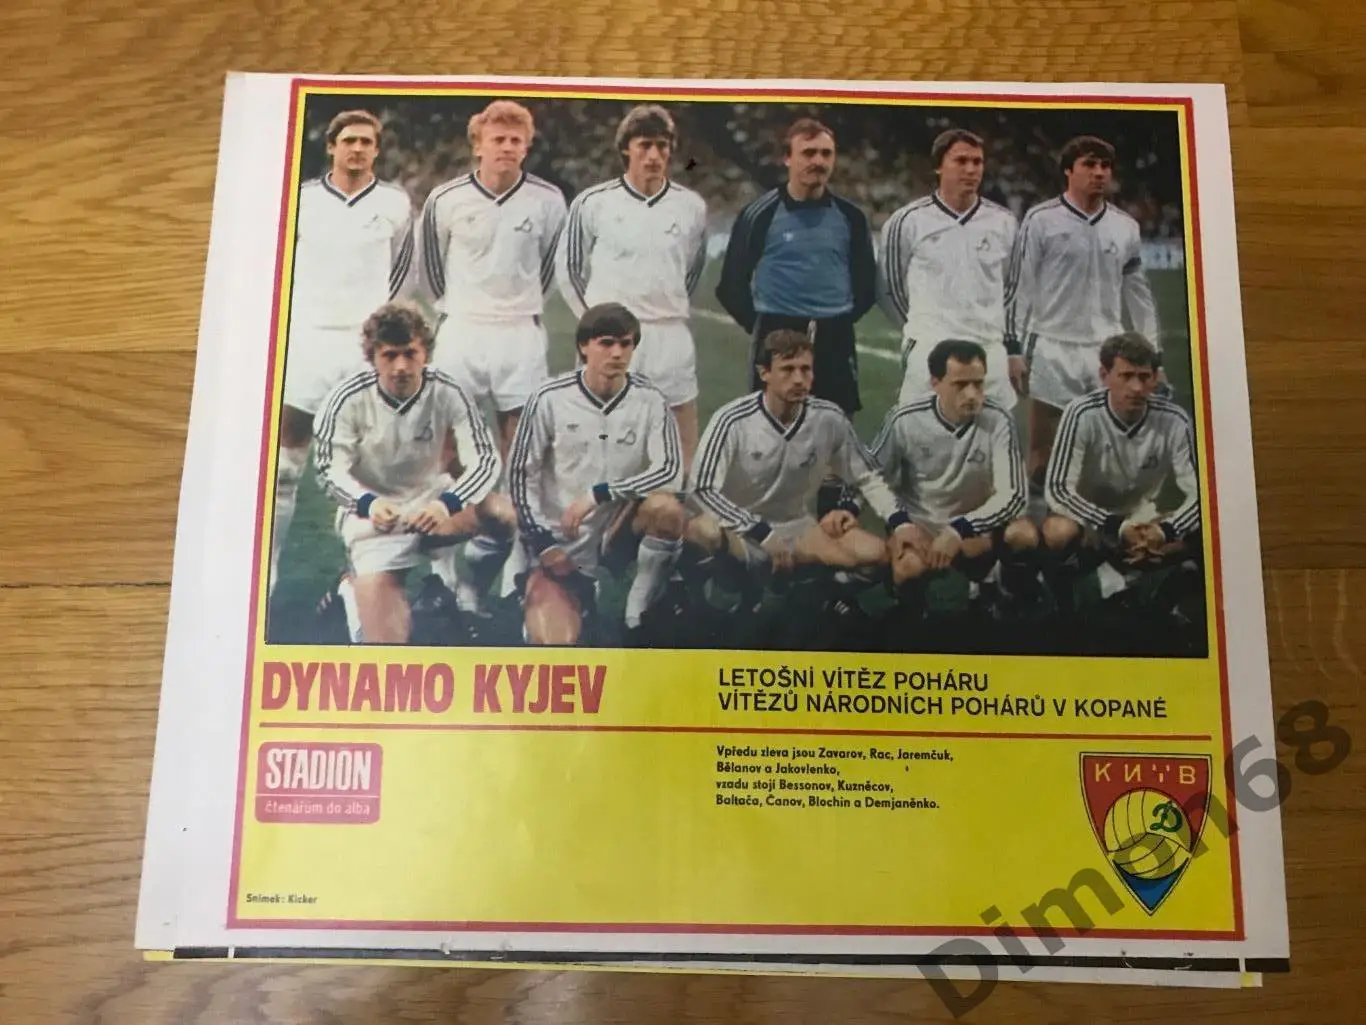 DYNAMO KYJEV
LETOŠNÍ VÍTĚZ POHÁRU
VÍTĚZŮ NÁRODNÍCH POHÁRŮ V KOPANÉ
STADIÓN
čtenářům do alba
Vpředu zleva jsou Zavarov, Rac, Jaremčuk,
Bělanov a Jakovlenko,
vzadu stojí Bessonov, Kuzněcov,
Baltača, Čanov, Blochin a Demjaněnko.
КИЇВ
Д
Snímek: Kicker
Dimon68